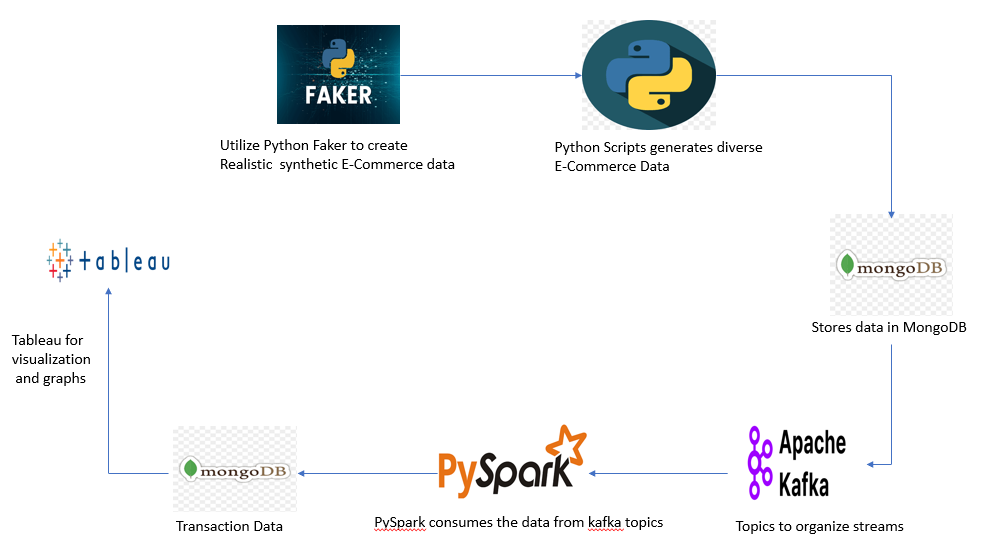 FAKER
Utilize Python Faker to create
Realistic synthetic E-Commerce data
Python Scripts generates diverse
E-Commerce Data
+ableau
mongoDB
Stores data in MongoDB
Tableau for
visualization
and graphs
mongoDB
Transaction Data
PySpark
PySpark consumes the data from kafka topics
Apache
Kafka
Topics to organize streams